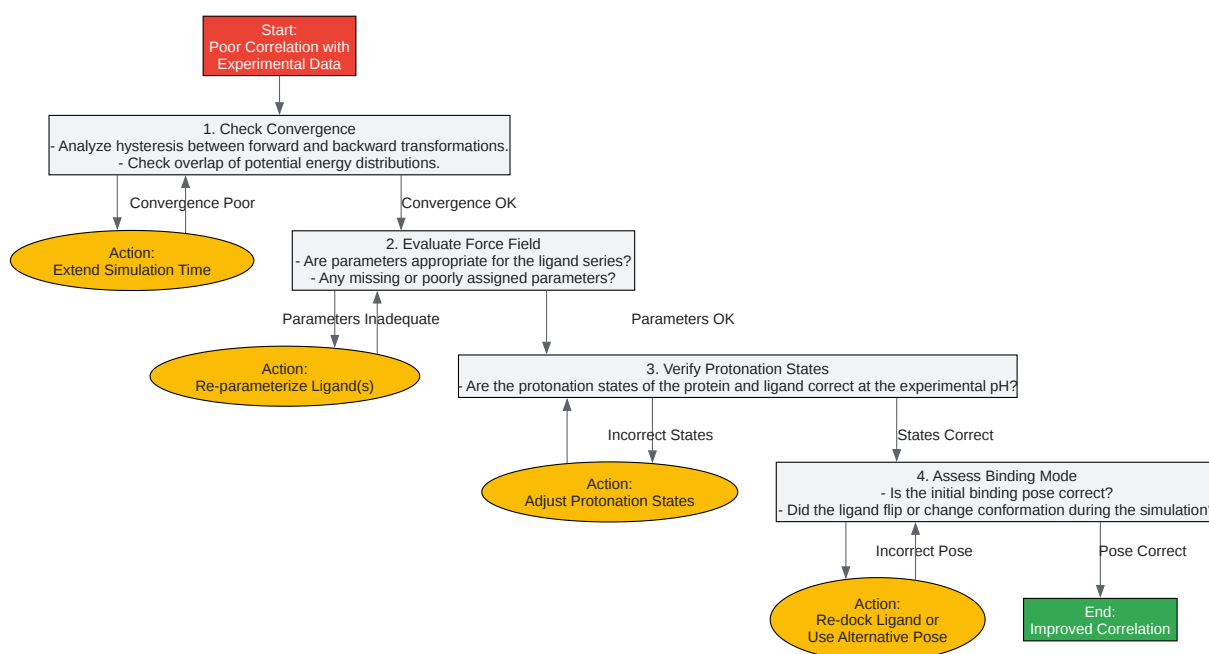 Start:
Poor Correlation with
Experimental Data
1. Check Convergence
- Analyze hysteresis between forward and backward transformations.
- Check overlap of potential energy distributions.
Convergence Poor
Convergence OK
Action:
Extend Simulation Time
2. Evaluate Force Field
- Are parameters appropriate for the ligand series?
- Any missing or poorly assigned parameters?
Parameters Inadequate
Parameters OK
Action:
Re-parameterize Ligand(s)
3. Verify Protonation States
- Are the protonation states of the protein and ligand correct at the experimental pH?
Incorrect States
States Correct
Action:
Adjust Protonation States
4. Assess Binding Mode
- Is the initial binding pose correct?
- Did the ligand flip or change conformation during the simulation?
Incorrect Pose
Pose Correct
Action:
Re-dock Ligand or
Use Alternative Pose
End:
Improved Correlation